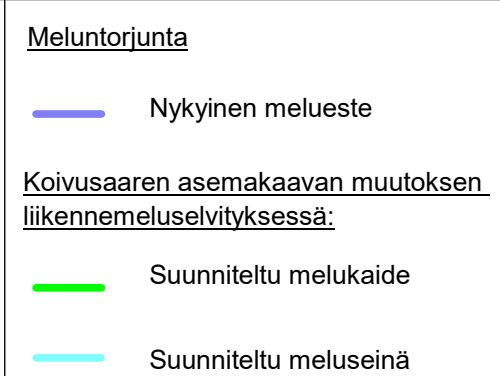 Meluntorjunta
Nykyinen melueste
Koivusaaren asemakaavan muutoksen
liikennemeluselvityksessä:
Suunniteltu melukaide
Suunniteltu meluseinä